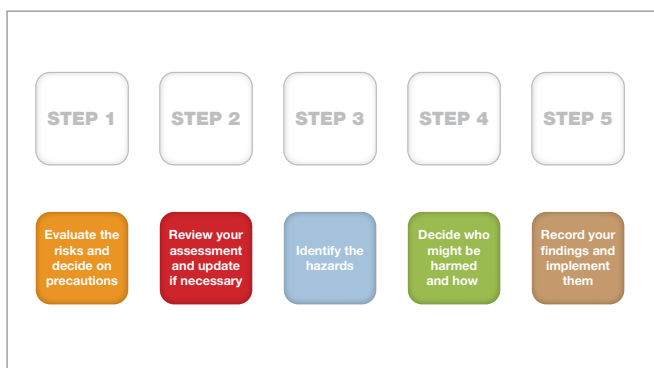 STEP 1
STEP 2
STEP 3
STEP 4
STEP 5
Evaluate the
risks and
decide on
precautions
Review your
assessment
and update
if necessary
Identify the
hazards
Decide who
might be
harmed
and how
Record your
findings and
implement
them